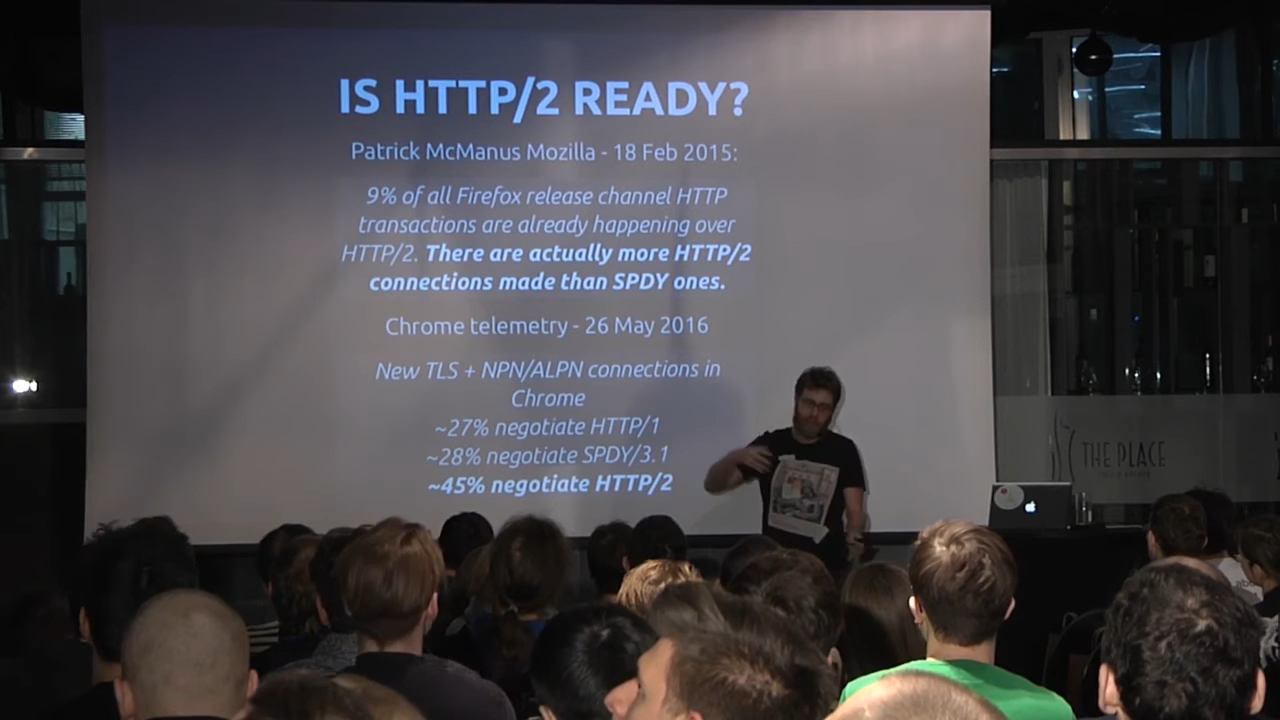 IS HTTP/2 READY?
Patrick McManus Mozilla - 18 Feb 2015:
9% of all Firefox release channel HTTP
transactions are already happening over
HTTP/2. There are actually more HTTP/2
connections made than SPDY ones.
Chrome telemetry - 26 May 2016
New TLS + NPN/ALPN connections in
Chrome
~27% negotiate HTTP/1
~28% negotiate SPDY/3.1
~45% negotiate HTTP/2
THE PLACE